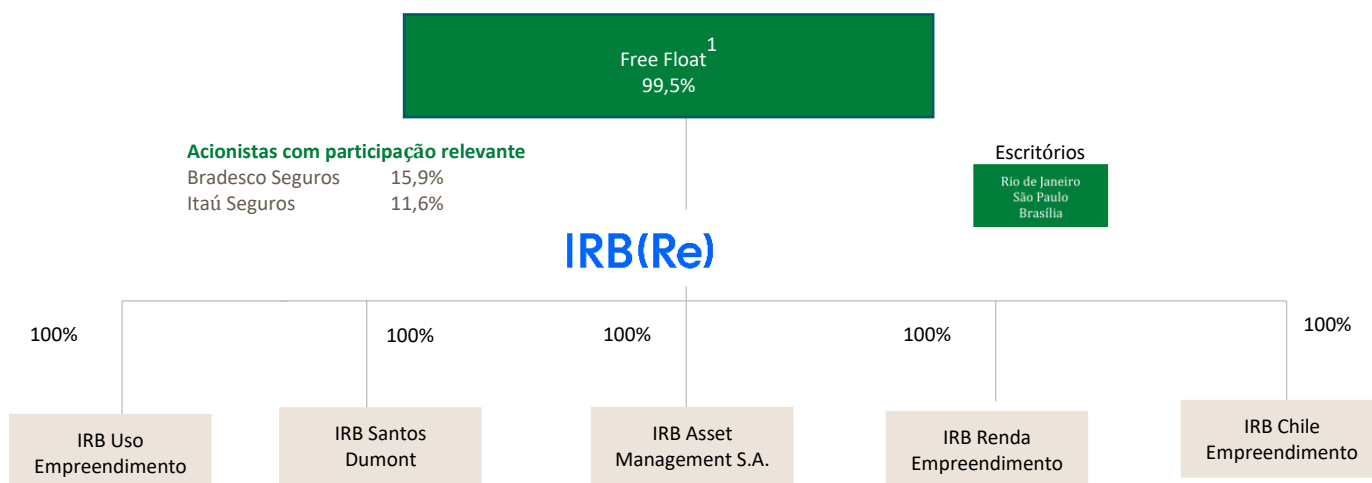 Free Float1
99,5%
Acionistas com participação relevante
Bradesco Seguros 15,9%
Itaú Seguros 11,6%
Escritórios
Rio de Janeiro
São Paulo
Brasília
IRB(Re)
100%
100%
100%
100%
100%
IRB Uso
Empreendimento
IRB Santos
Dumont
IRB Asset
Management S.A.
IRB Renda
Empreendimento
IRB Chile
Empreendimento